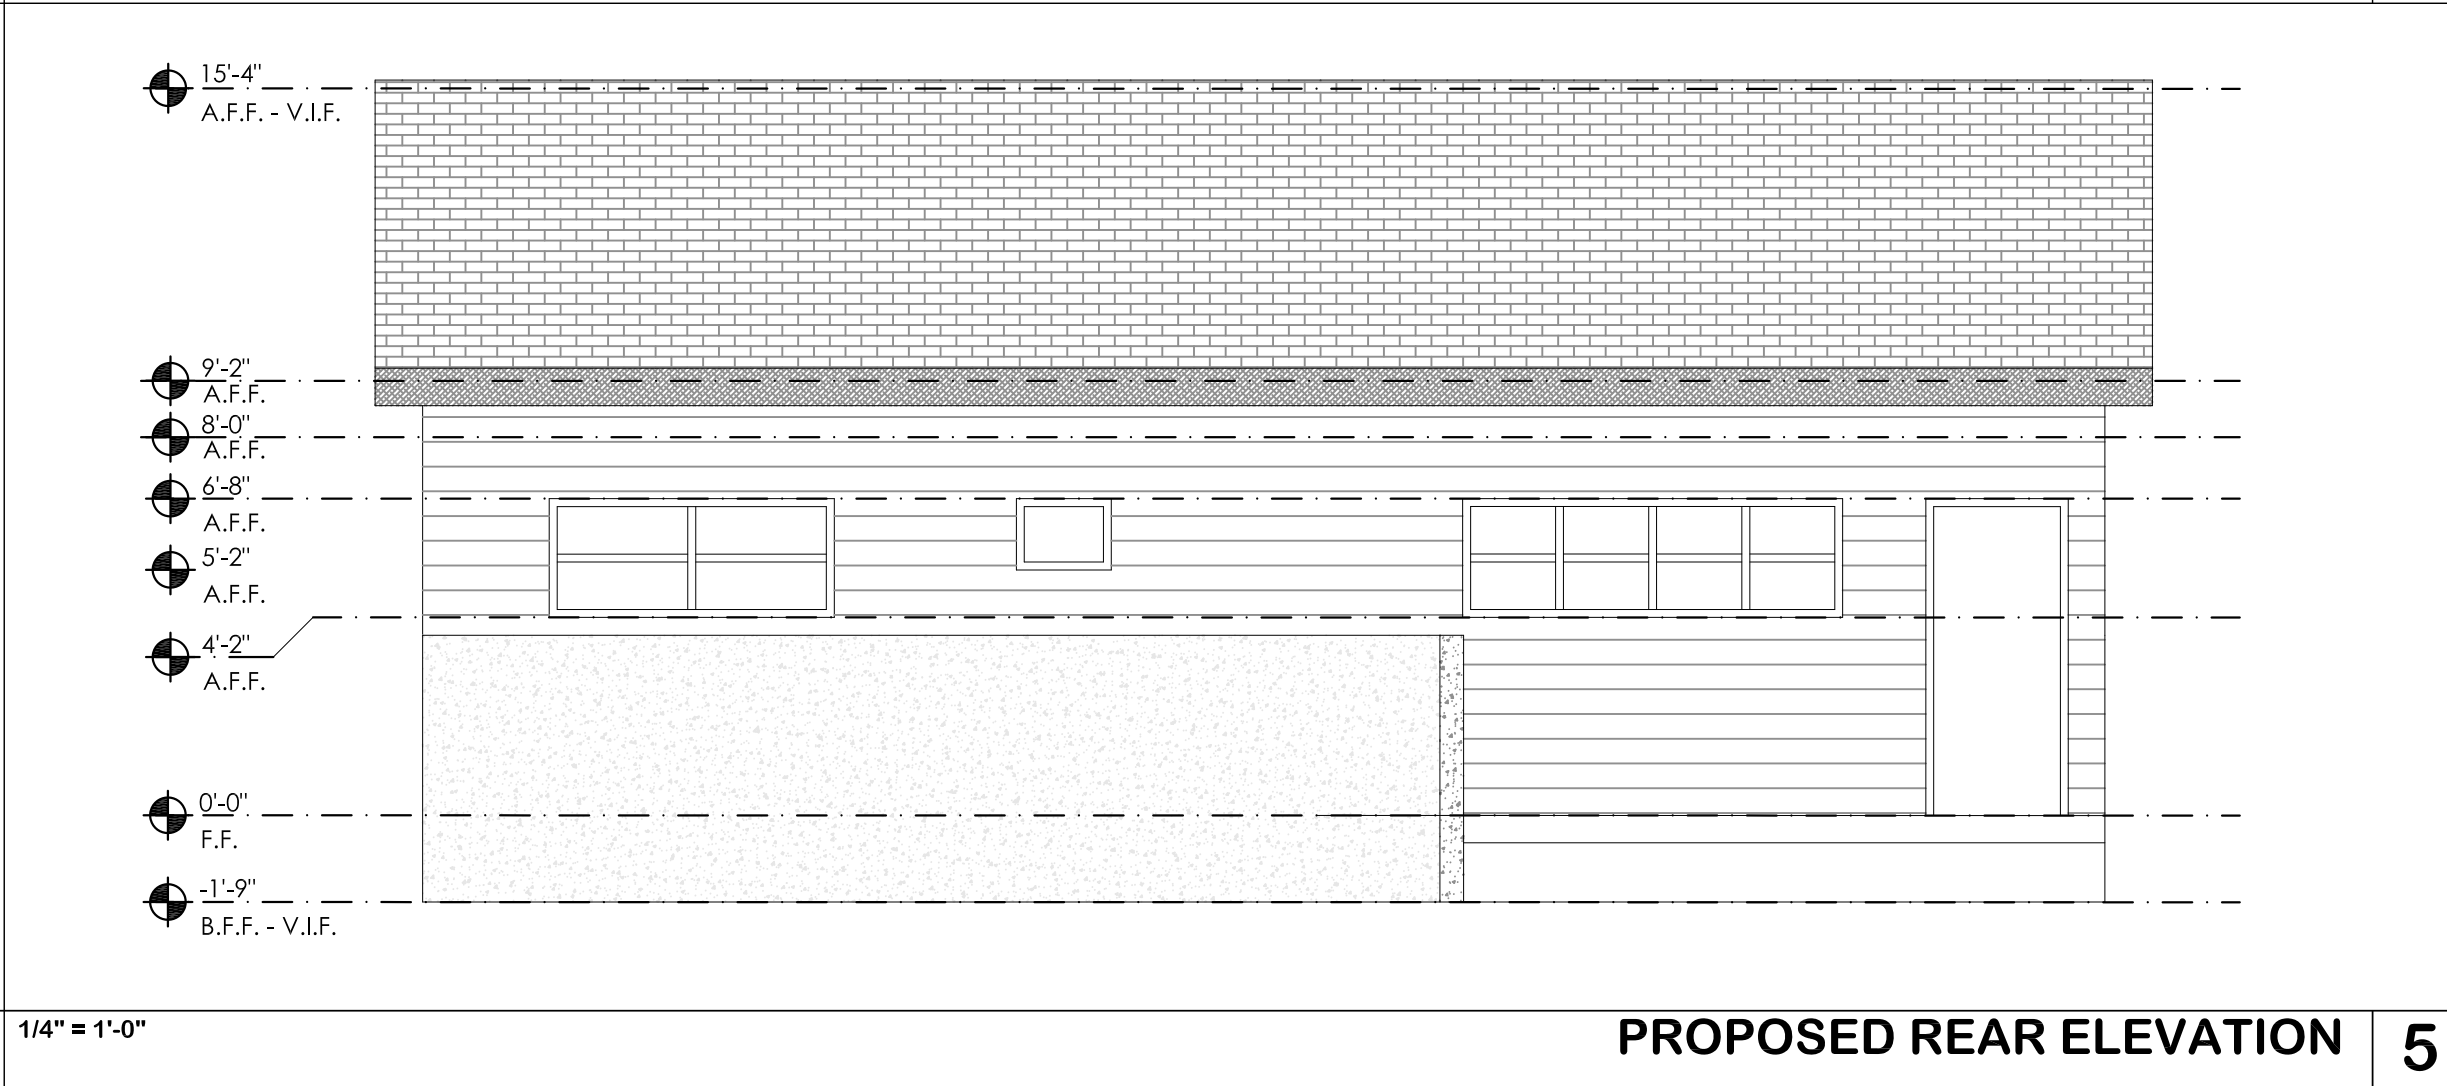 15'-4"
A.F.F. - V.I.F.
9'-2"
A.F.F.
8'-0"
A.F.F.
6'-8"
A.F.F.
5'-2"
A.F.F.
4'-2"
A.F.F.
0'-0"
F.F.
-1'-9"
B.F.F. - V.I.F.
1/4" = 1'-0"
PROPOSED REAR ELEVATION
5